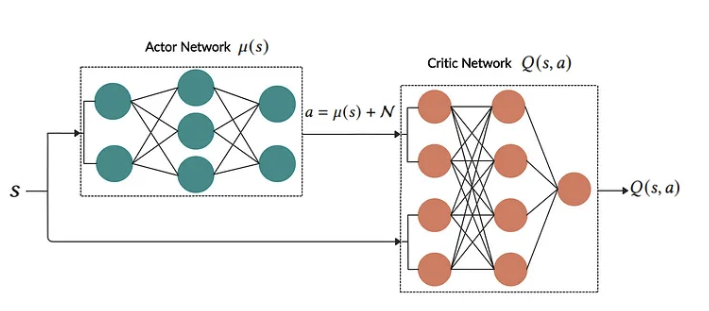 Actor Network μ(s)
Critic Network Q(s, a)
a = μ(s) + N
s
Q(s, a)